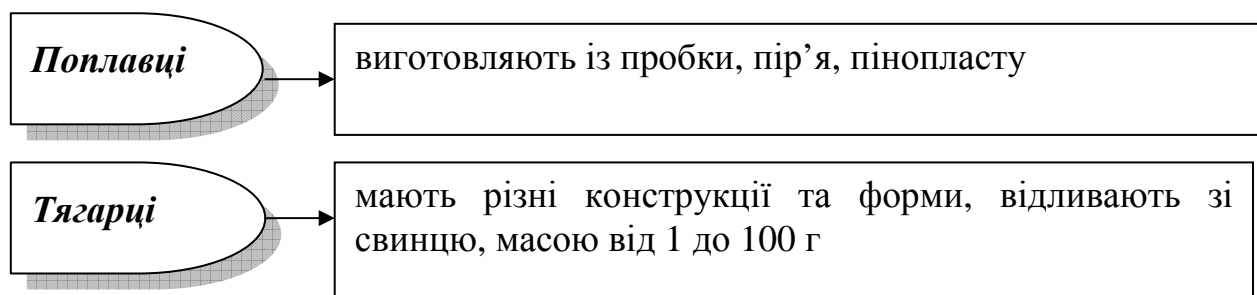 Поплавці
виготовляють із пробки, пір’я, пінопласту
Тягарці
мають різні конструкції та форми, відливають зі
свинцю, масою від 1 до 100 г